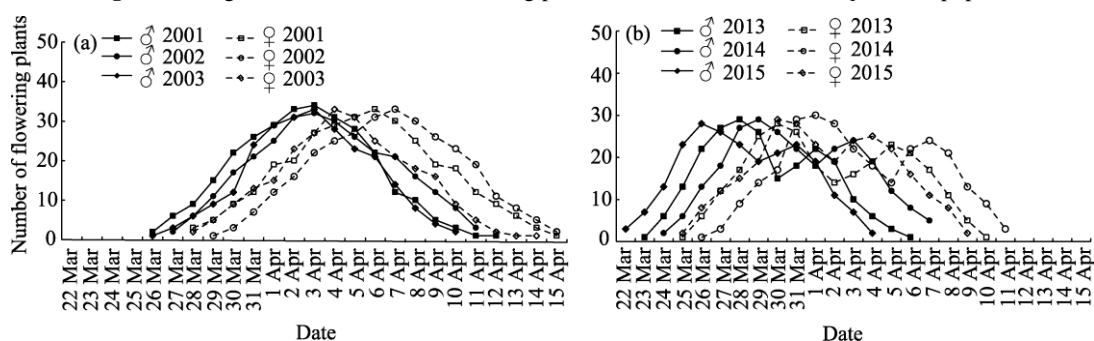 (a)
♂ 2001
♂ 2002
♂ 2003
♀ 2001
♀ 2002
♀ 2003
Number of flowering plants
50
40
30
20
10
0
22 Mar
23 Mar
24 Mar
25 Mar
26 Mar
27 Mar
28 Mar
29 Mar
30 Mar
31 Mar
1 Apr
2 Apr
3 Apr
4 Apr
5 Apr
6 Apr
7 Apr
8 Apr
9 Apr
10 Apr
11 Apr
12 Apr
13 Apr
14 Apr
15 Apr
Date
(b)
♂ 2013
♂ 2014
♂ 2015
♀ 2013
♀ 2014
♀ 2015
50
40
30
20
10
0
22 Mar
23 Mar
24 Mar
25 Mar
26 Mar
27 Mar
28 Mar
29 Mar
30 Mar
31 Mar
1 Apr
2 Apr
3 Apr
4 Apr
5 Apr
6 Apr
7 Apr
8 Apr
9 Apr
10 Apr
11 Apr
12 Apr
13 Apr
14 Apr
15 Apr
Date